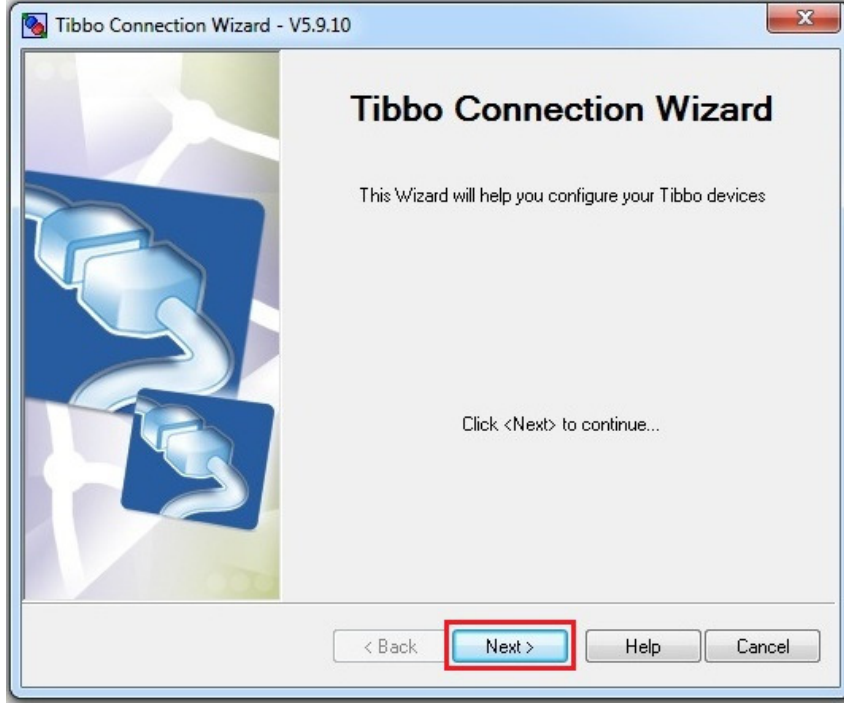 Tibbo Connection Wizard - V5.9.10
Tibbo Connection Wizard
This Wizard will help you configure your Tibbo devices
Click <Next> to continue...
< Back Next > Help Cancel